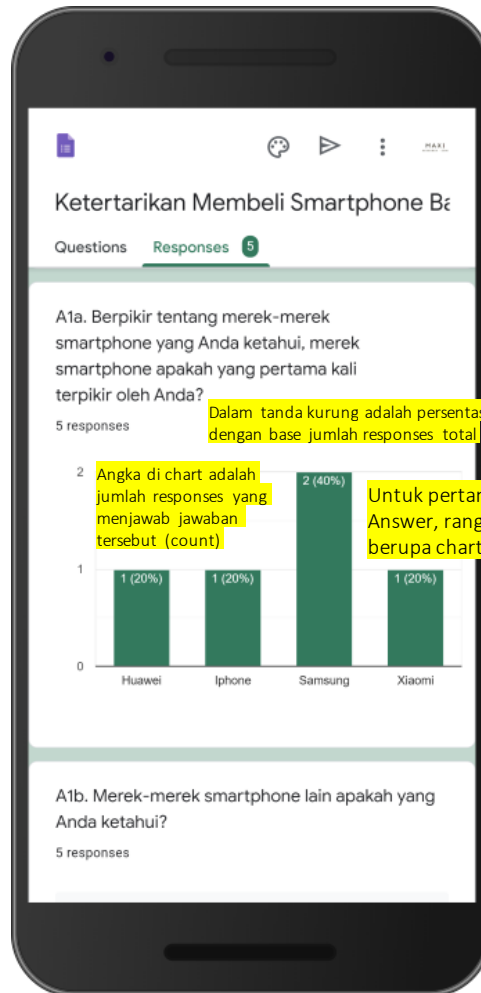 MAXI
Ketertarikan Membeli Smartphone Ba
Questions Responses 5
A1a. Berpikir tentang merek-merek
smartphone yang Anda ketahui, merek
smartphone apakah yang pertama kali
terpikir oleh Anda?
5 responses
Dalam tanda kurung adalah persentas
dengan base jumlah responses total
Angka di chart adalah
jumlah responses yang
menjawab jawaban
tersebut (count)
Untuk pertar
Answer, rang
berupa chart
2
1
0
1 (20%)
1 (20%)
2 (40%)
1 (20%)
Huawei
Iphone
Samsung
Xiaomi
A1b. Merek-merek smartphone lain apakah yang
Anda ketahui?
5 responses